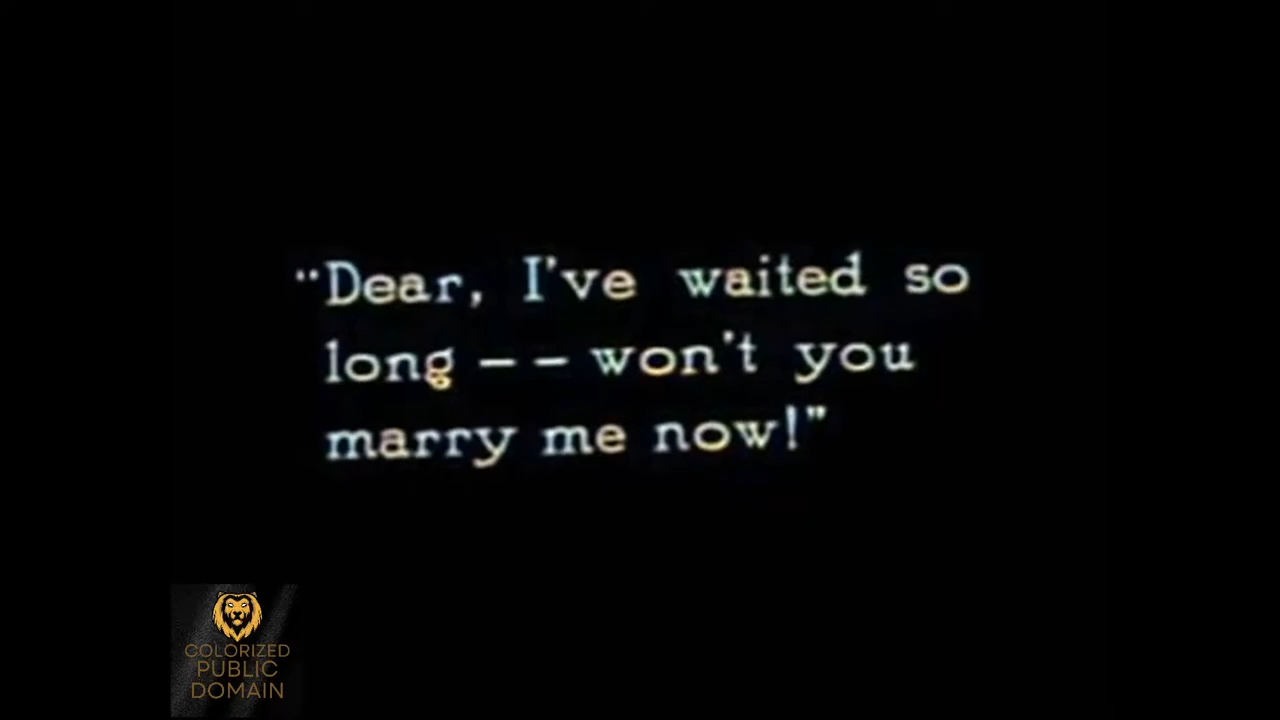 "Dear, I've waited so
long -- won't you
marry me now!"
COLORIZED
PUBLIC
DOMAIN